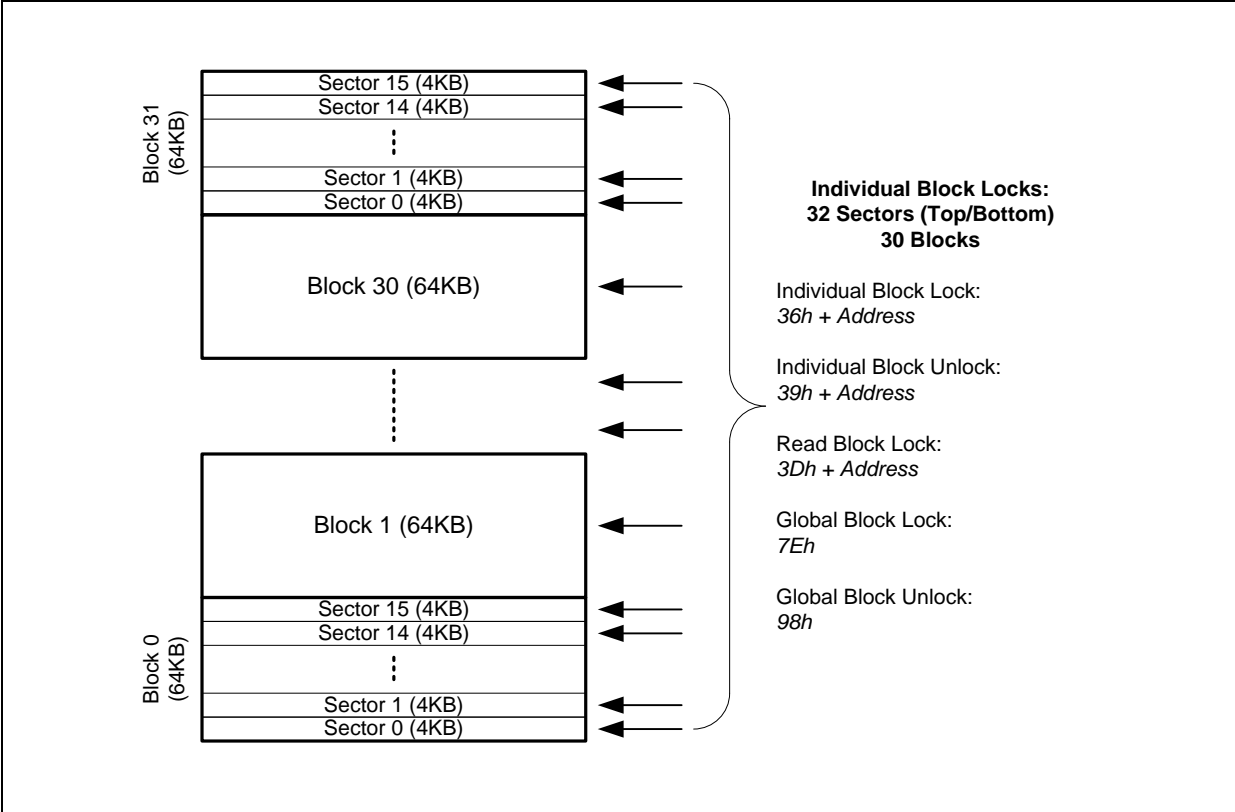 Block 31
(64KB)
Sector 15 (4KB)
Sector 14 (4KB)
Sector 1 (4KB)
Sector 0 (4KB)
Block 30 (64KB)
Block 1 (64KB)
Block 0
(64KB)
Sector 15 (4KB)
Sector 14 (4KB)
Sector 1 (4KB)
Sector 0 (4KB)
Individual Block Locks:
32 Sectors (Top/Bottom)
30 Blocks
Individual Block Lock:
36h + Address
Individual Block Unlock:
39h + Address
Read Block Lock:
3Dh + Address
Global Block Lock:
7Eh
Global Block Unlock:
98h